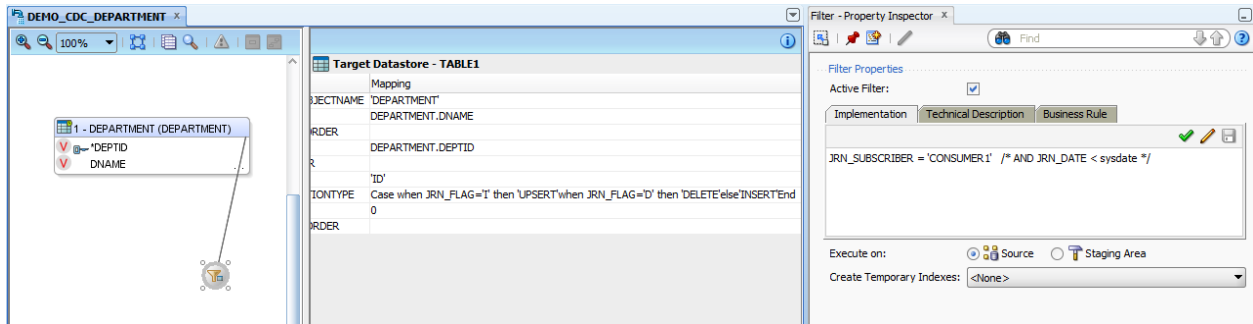 DEMO_CDC_DEPARTMENT x
100%
1 - DEPARTMENT (DEPARTMENT)
*DEPTID
DNAME
...
Target Datastore - TABLE1
Mapping
BJECTNAME 'DEPARTMENT'
DEPARTMENT.DNAME
RDER
DEPARTMENT.DEPTID
R
'ID'
TIONTYPE Case when JRN_FLAG='I' then 'UPSERT'when JRN_FLAG='D' then 'DELETE'else'INSERT'End
0
RDER
Filter - Property Inspector x
Find
Filter Properties
Active Filter:
Implementation Technical Description Business Rule
JRN_SUBSCRIBER = 'CONSUMER1' /* AND JRN_DATE < sysdate */
Execute on: Source Staging Area
Create Temporary Indexes: <None>